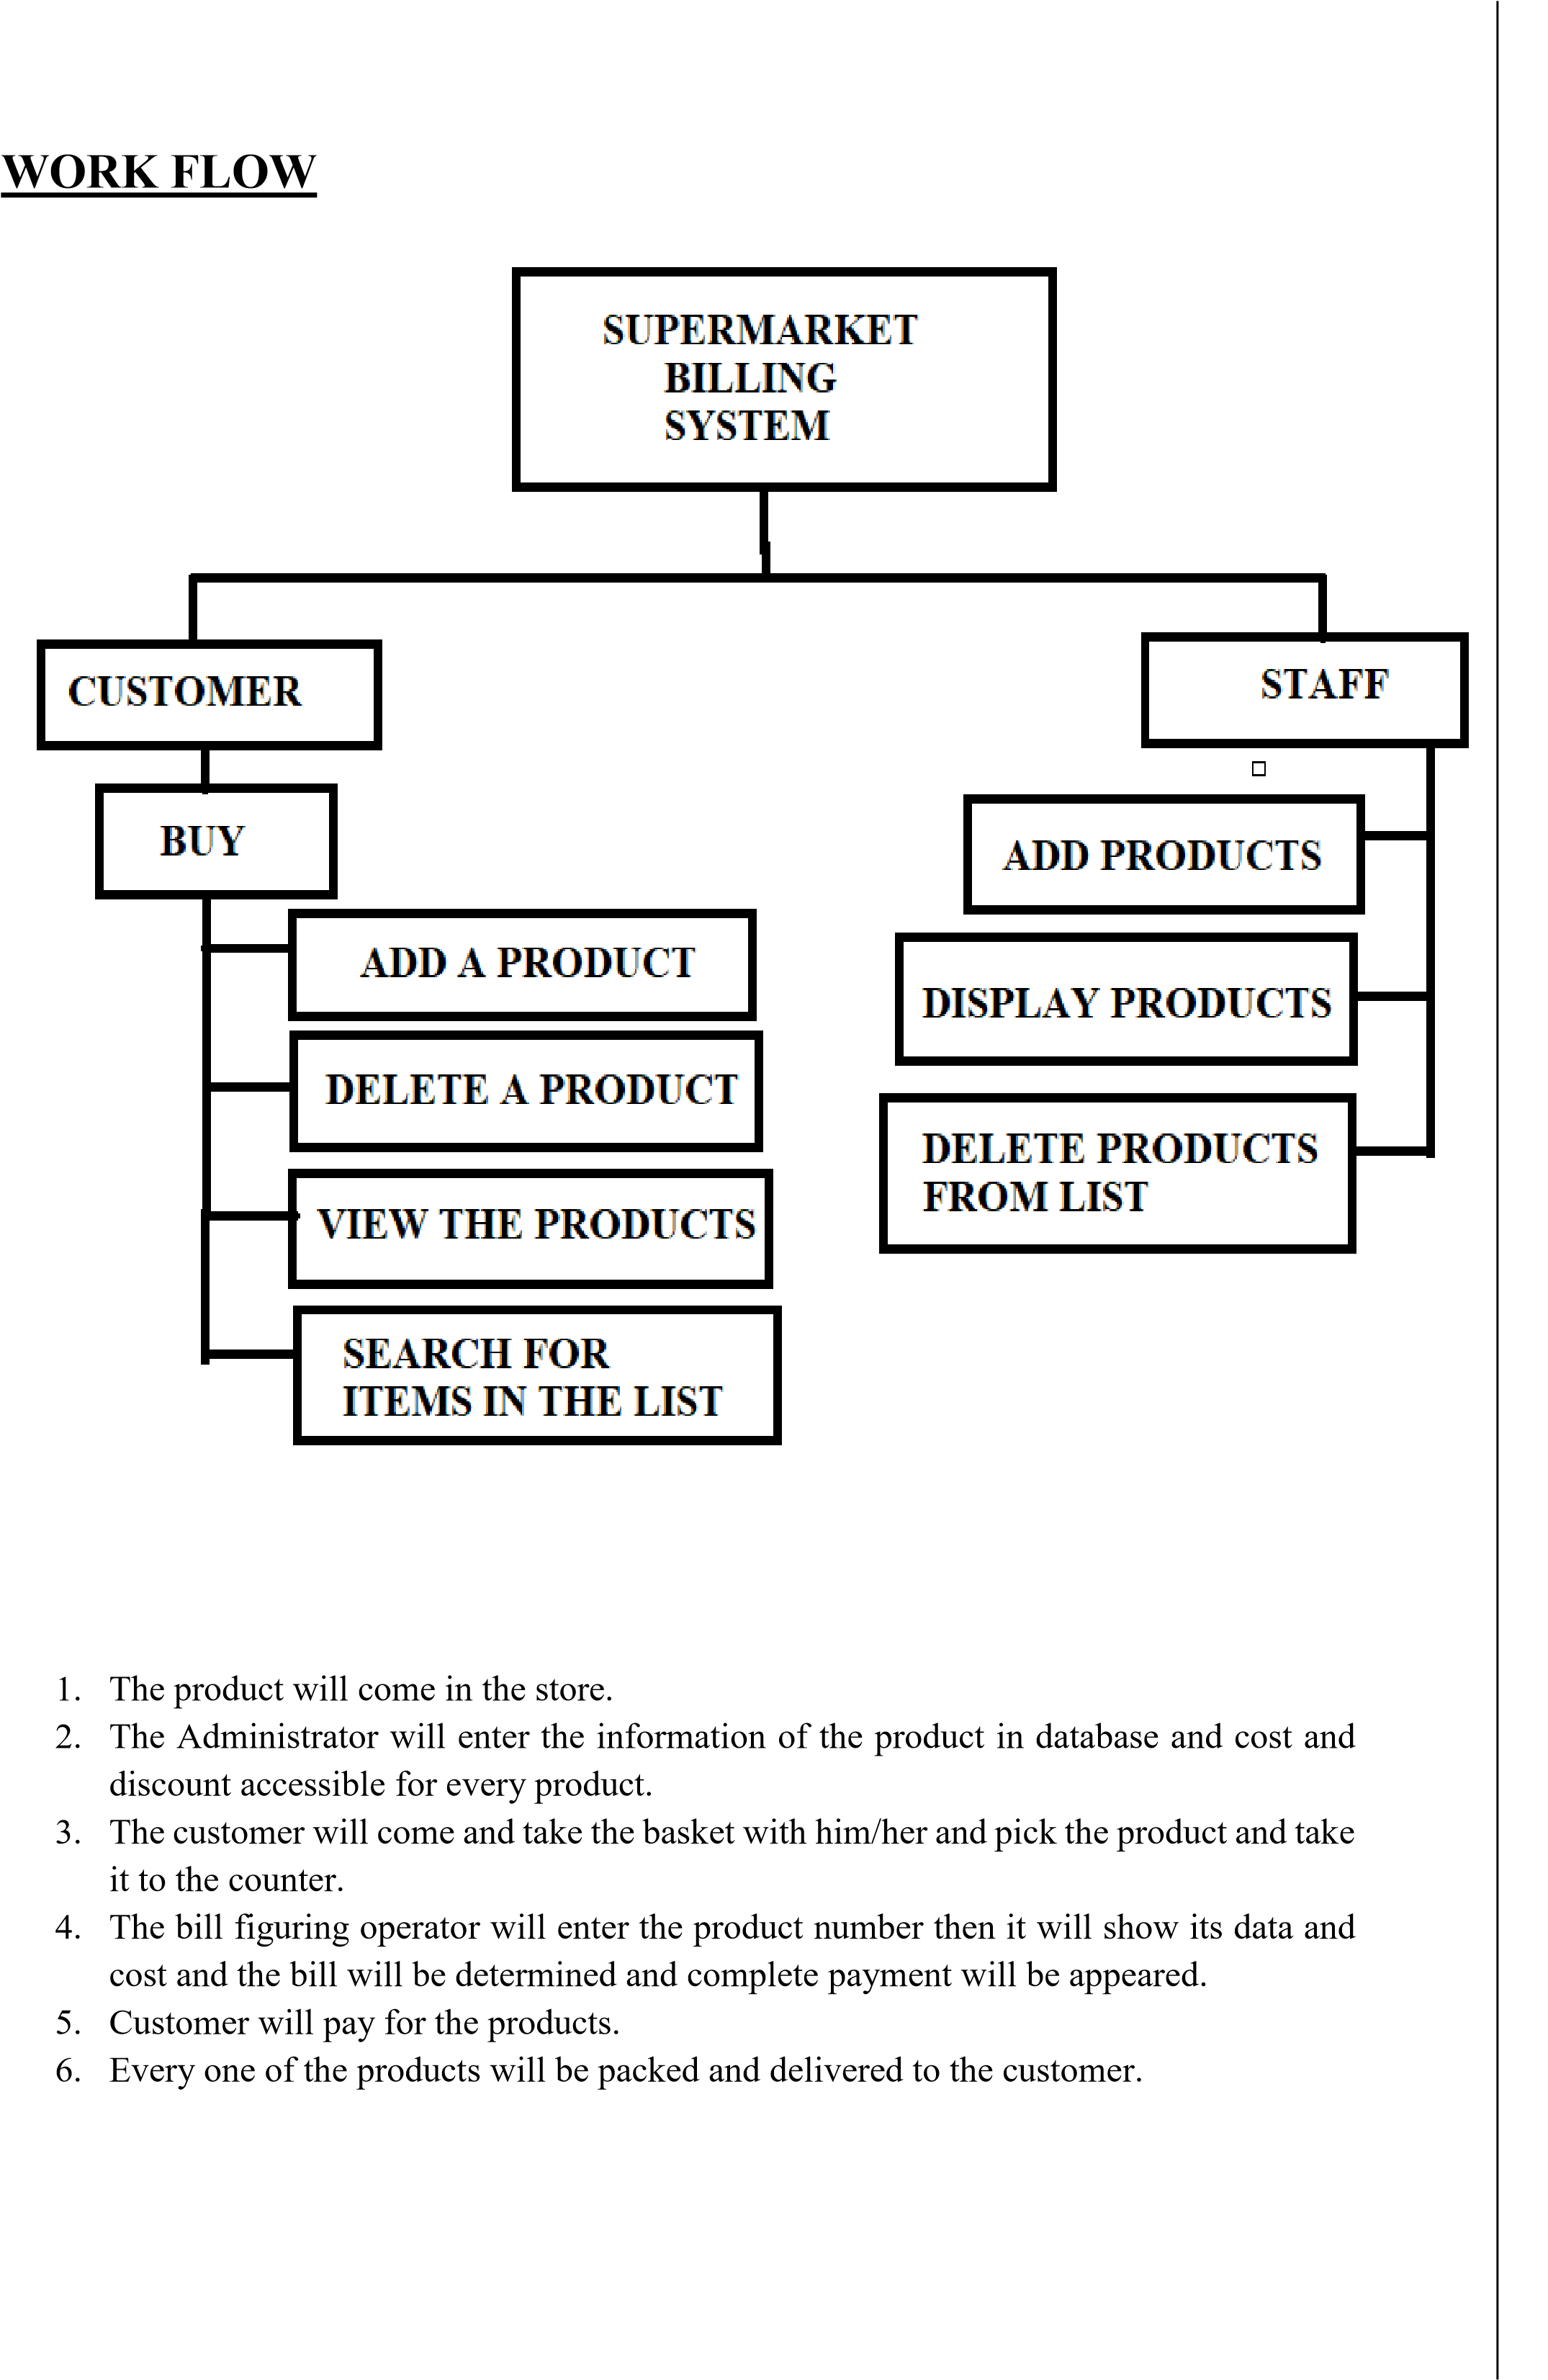 WORK FLOW
SUPERMARKET
BILLING
SYSTEM
CUSTOMER
STAFF
BUY
ADD PRODUCTS
ADD A PRODUCT
DISPLAY PRODUCTS
DELETE A PRODUCT
DELETE PRODUCTS
FROM LIST
VIEW THE PRODUCTS
SEARCH FOR
ITEMS IN THE LIST
1. The product will come in the store.
2. The Administrator will enter the information of the product in database and cost and
discount accessible for every product.
3. The customer will come and take the basket with him/her and pick the product and take
it to the counter.
4. The bill figuring operator will enter the product number then it will show its data and
cost and the bill will be determined and complete payment will be appeared.
5. Customer will pay for the products.
6. Every one of the products will be packed and delivered to the customer.